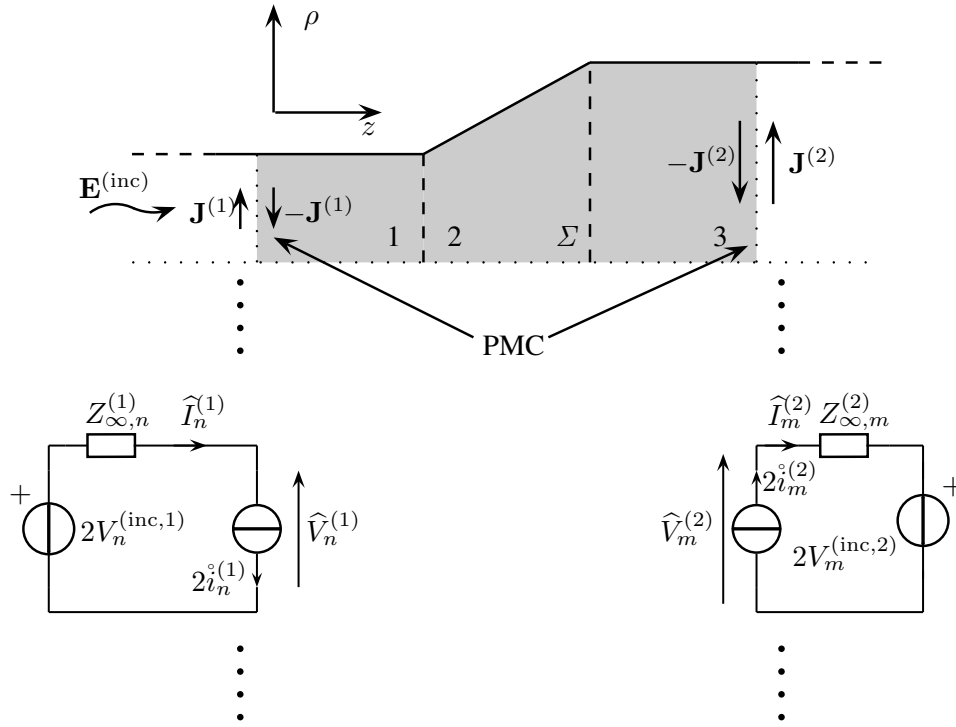 ρ
z
E^(inc)
J^(1)
−J^(1)
−J^(2)
J^(2)
1
2
Σ
3
PMC
Z^(1)_∞,n
Î^(1)_n
Î^(2)_m
Z^(2)_∞,m
+
2V^(inc,1)_n
V̂^(1)_n
2i̊^(1)_n
V̂^(2)_m
2i̊^(2)_m
2V^(inc,2)_m
+